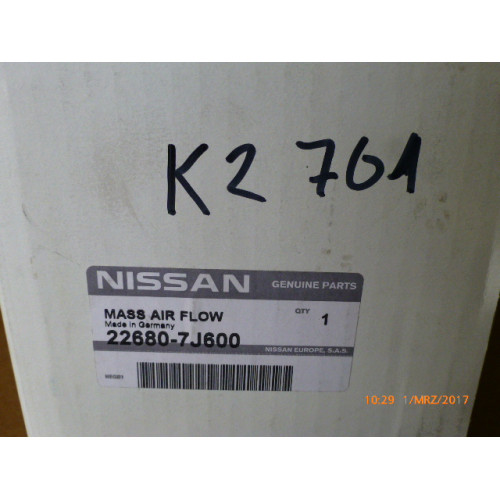 K2 701
NISSAN GENUINE PARTS
MASS AIR FLOW QTY 1
Made in Germany
22680-7J600
NISSAN EUROPE, S.A.S.
10:29 1/MRZ/2017